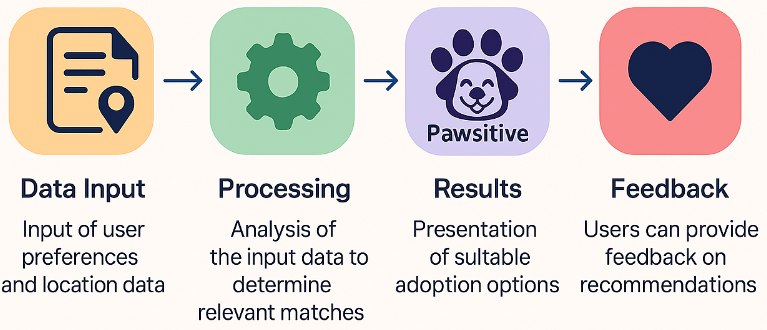 Pawsitive
Data Input
Input of user
preferences
and location data
Processing
Analysis of
the input data to
determine
relevant matches
Results
Presentation
of sultable
adoption options
Feedback
Users can provide
feedback on
recommendations